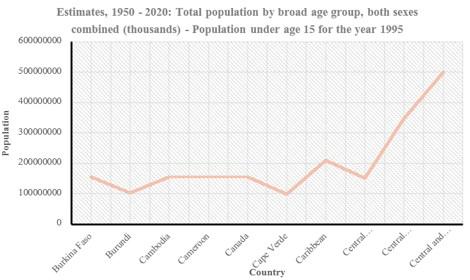 Estimates, 1950 - 2020: Total population by broad age group, both sexes
combined (thousands) - Population under age 15 for the year 1995
600000000
500000000
400000000
300000000
200000000
100000000
0
Population
Burkina Faso
Burundi
Cambodia
Cameroon
Canada
Cape Verde
Caribbean
Central...
Central...
Central and...
Country